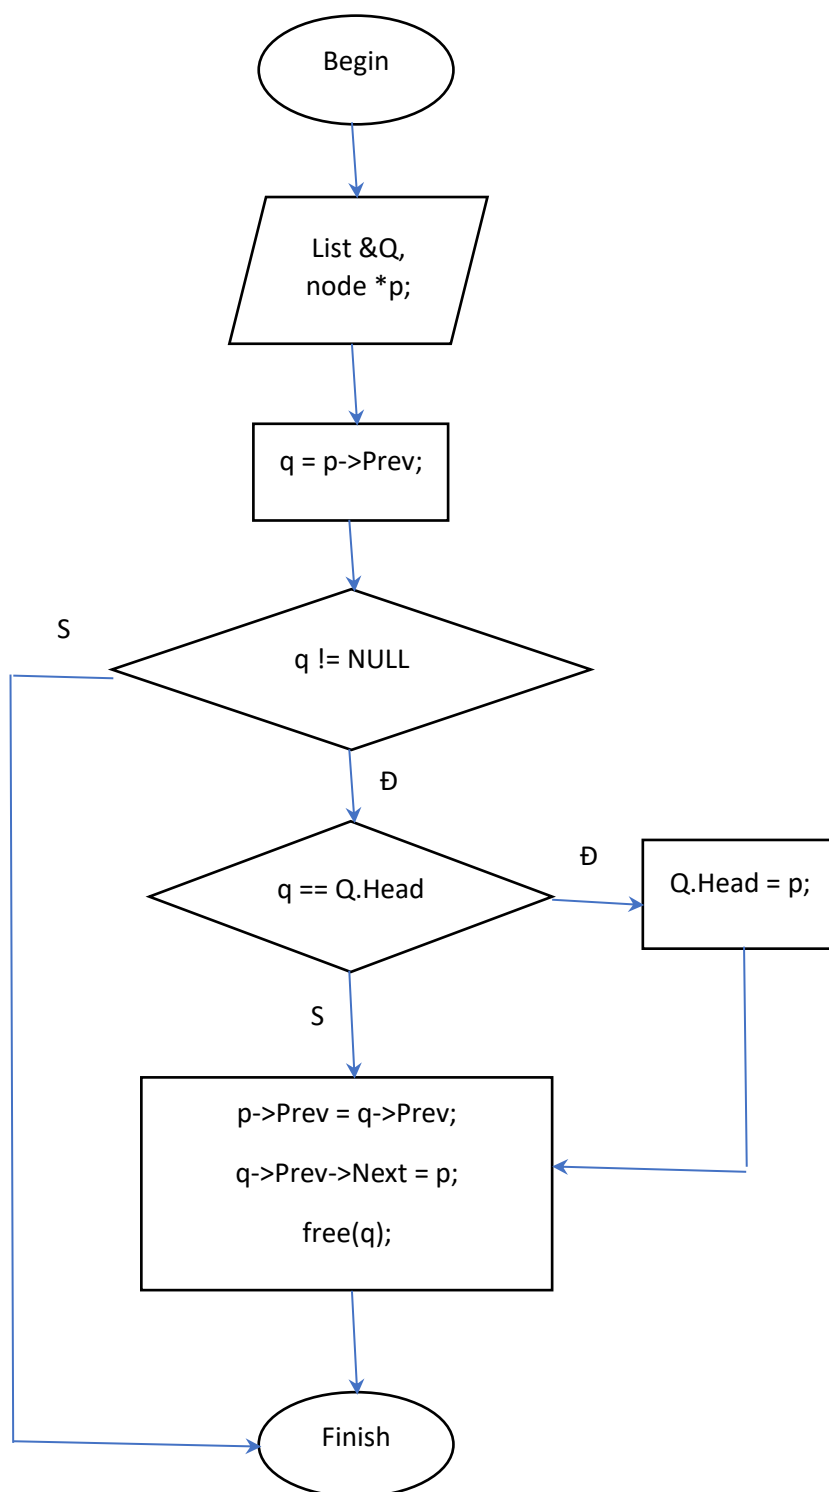 Begin
List &Q,
node *p;
q = p->Prev;
S
q != NULL
Đ
q == Q.Head
Đ
Q.Head = p;
S
p->Prev = q->Prev;
q->Prev->Next = p;
free(q);
Finish